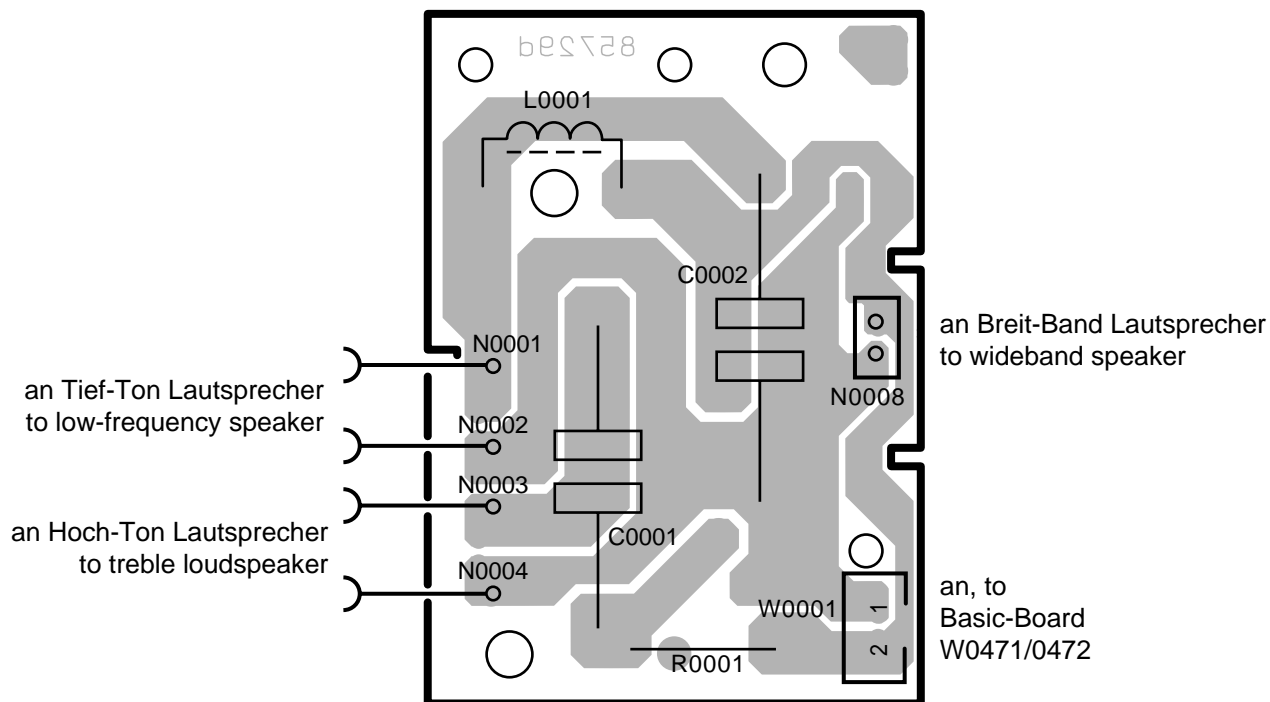 85729d
L0001
C0002
an Breit-Band Lautsprecher
to wideband speaker
N0008
N0001
an Tief-Ton Lautsprecher
to low-frequency speaker
N0002
N0003
an Hoch-Ton Lautsprecher
to treble loudspeaker
C0001
N0004
W0001
1
2
an, to
Basic-Board
W0471/0472
R0001